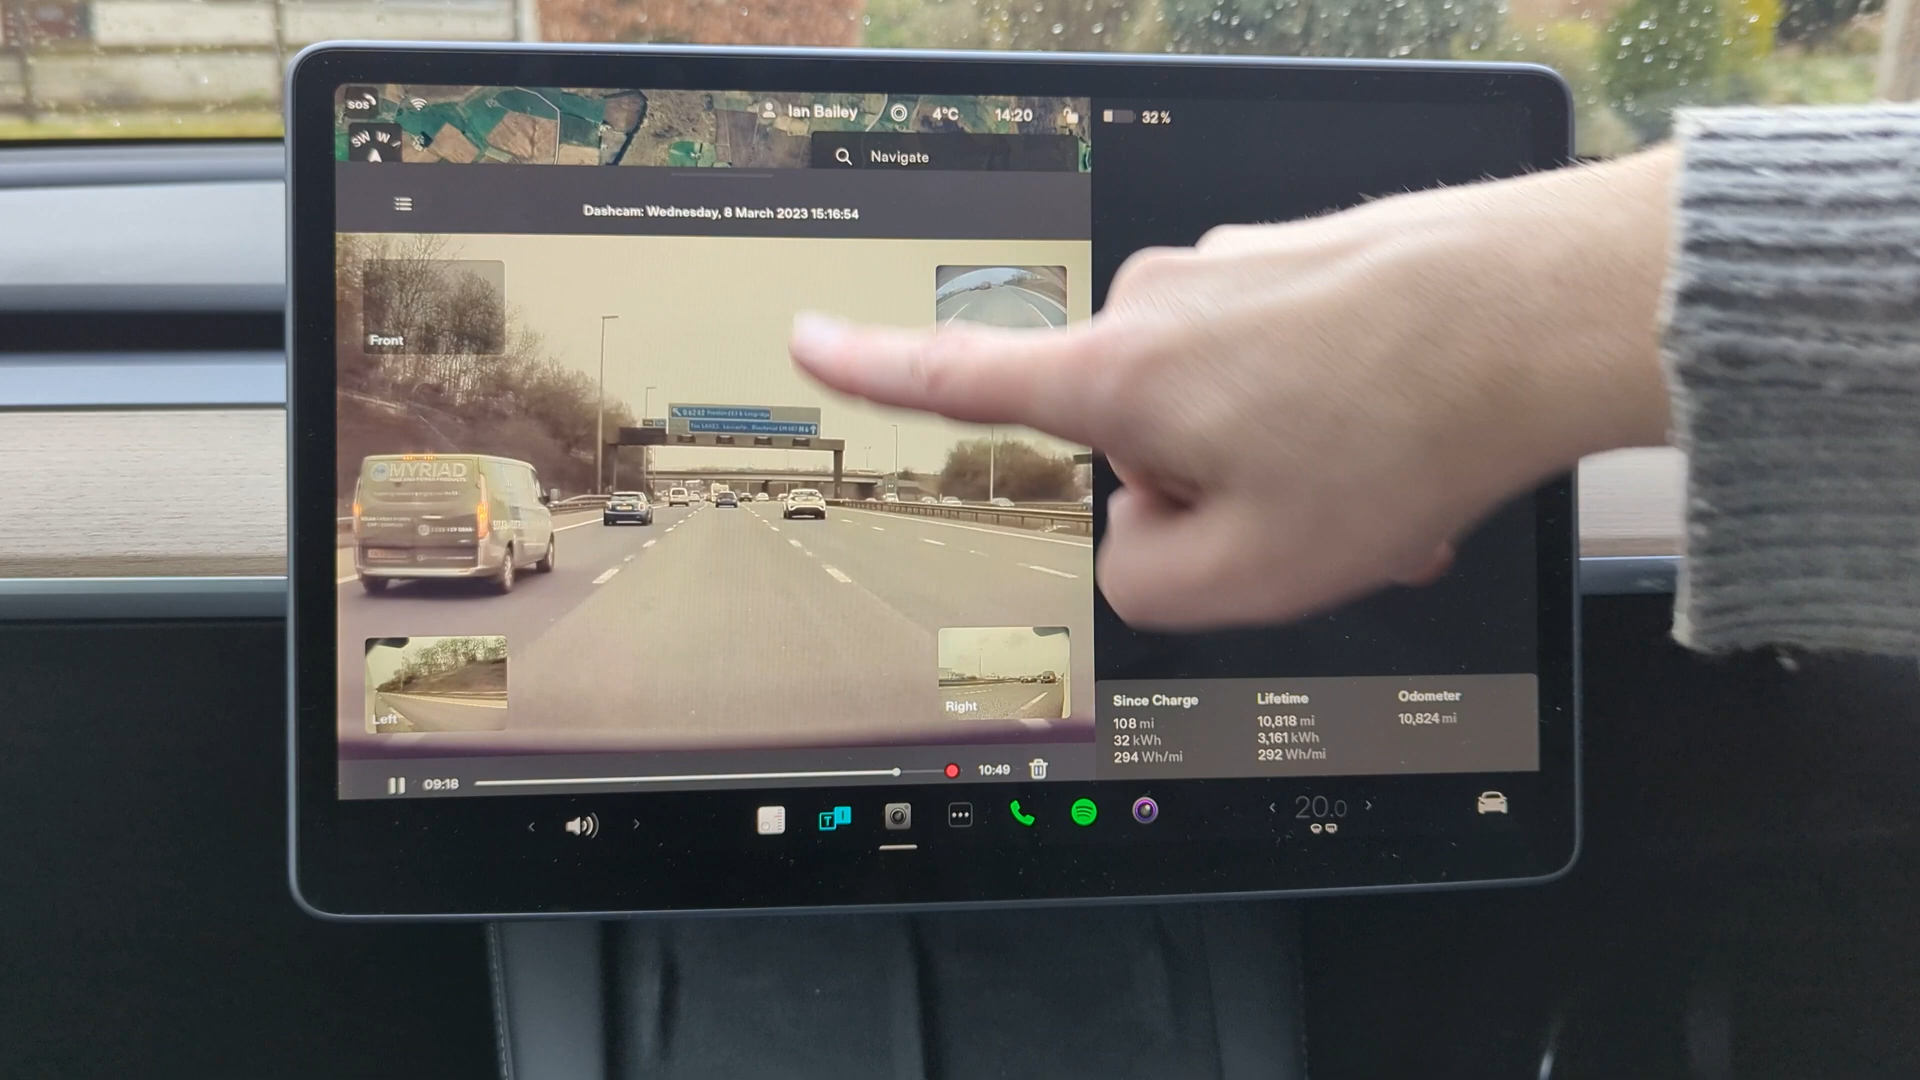 sos
SW W
Ian Bailey
4°C
14:20
32%
Navigate
Dashcam: Wednesday, 8 March 2023 15:16:54
Front
MYRIAD
Left
Right
Since Charge
108 mi
32 kWh
294 Wh/mi
Lifetime
10,818 mi
3,161 kWh
292 Wh/mi
Odometer
10,824 mi
09:18
10:49
T
20.0